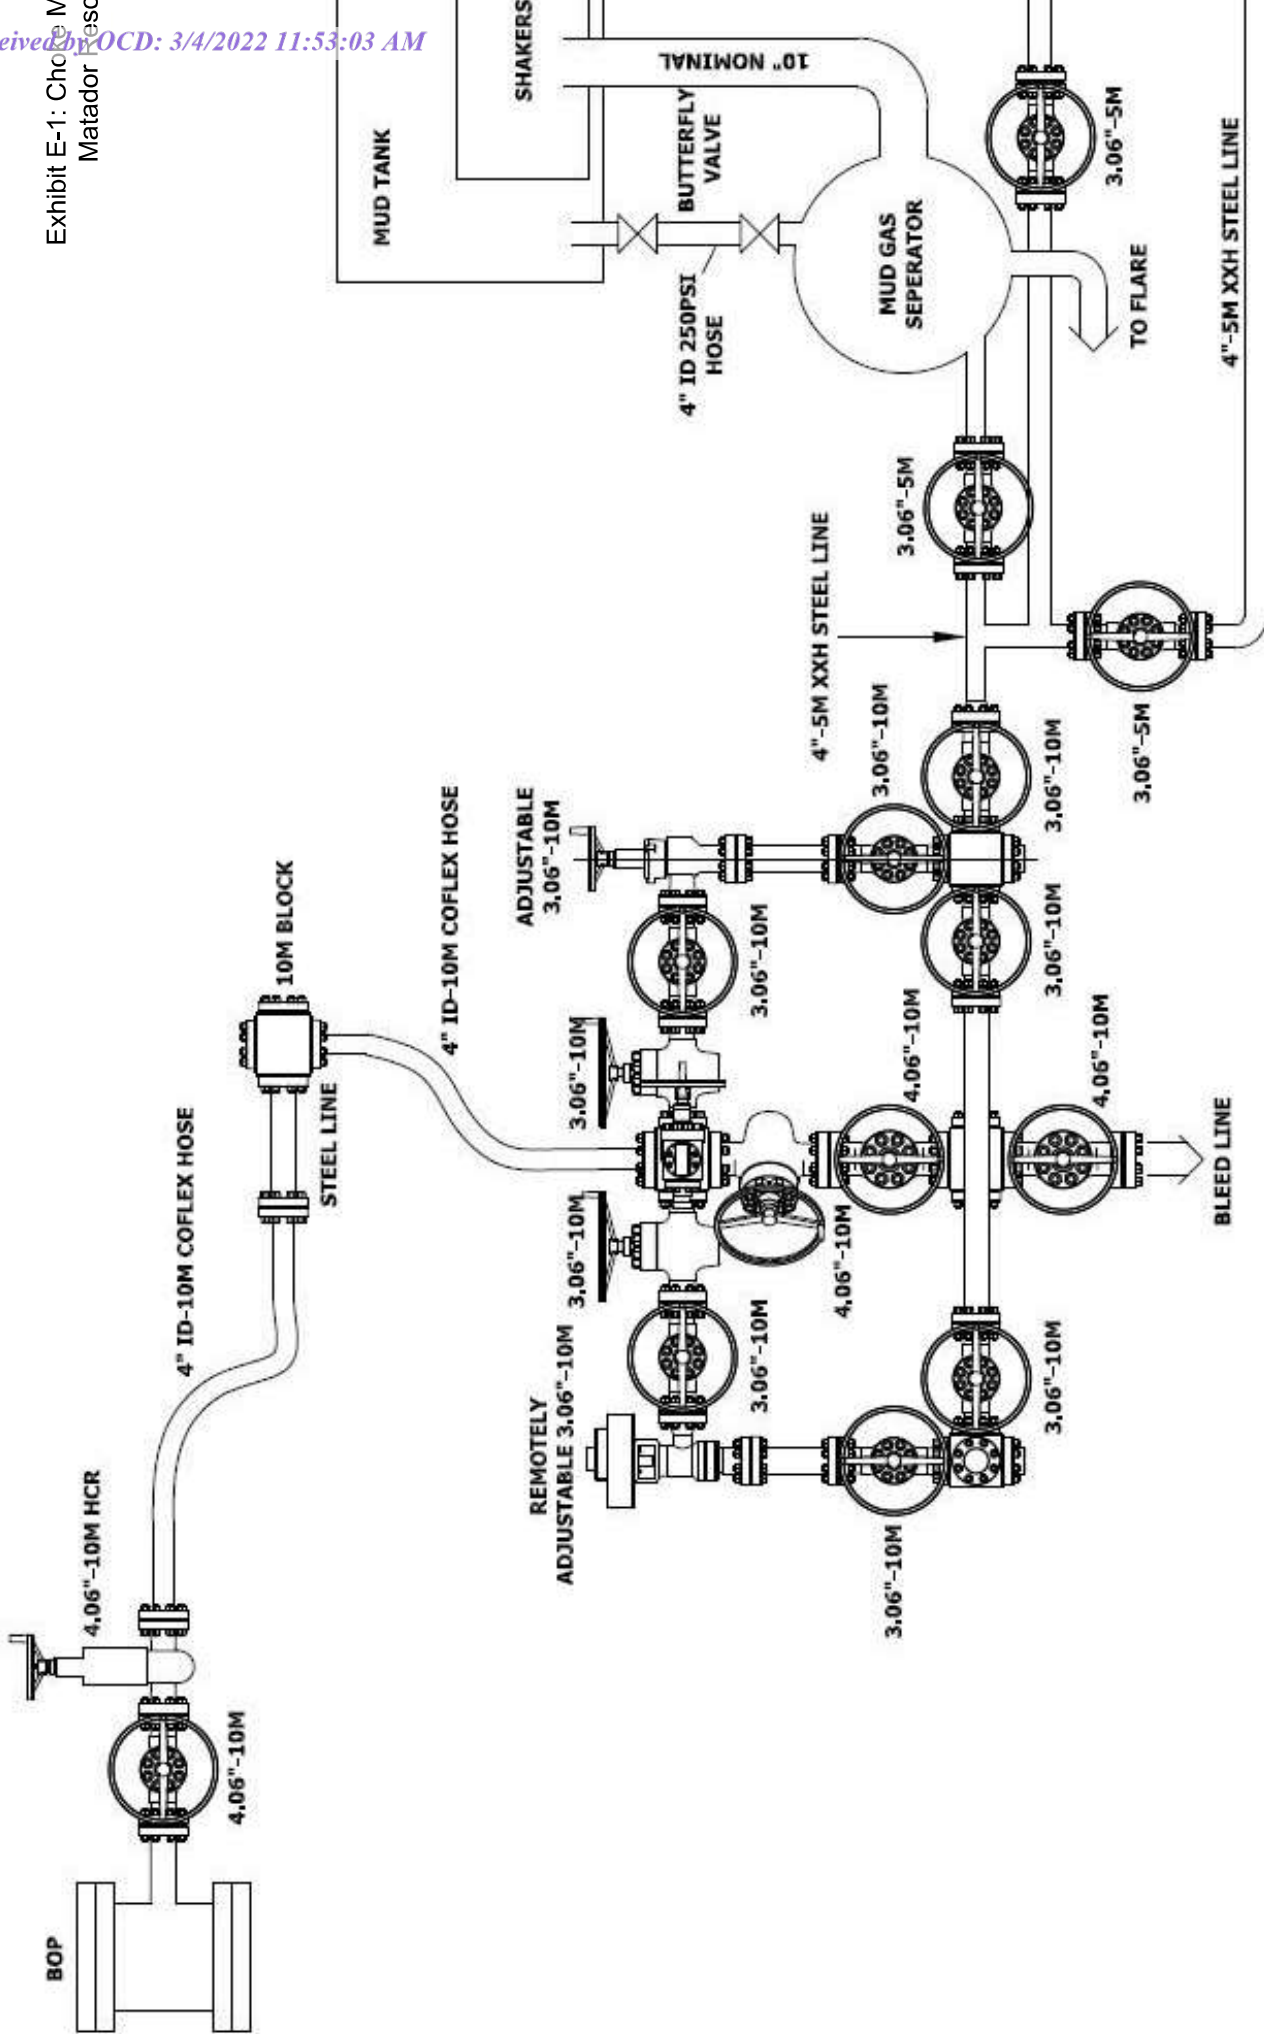 eived by OCD: 3/4/2022 11:53:03 AM
Exhibit E-1: Choke M
Matador Reso
BOP
4.06"-10M HCR
4.06"-10M
4" ID-10M COFLEX HOSE
10M BLOCK
STEEL LINE
4" ID-10M COFLEX HOSE
MUD TANK
SHAKERS
10" NOMINAL
BUTTERFLY
VALVE
4" ID 250PSI
HOSE
MUD GAS
SEPERATOR
TO FLARE
3.06"-5M
4"-5M XXH STEEL LINE
3.06"-5M
4"-5M XXH STEEL LINE
3.06"-5M
ADJUSTABLE
3.06"-10M
3.06"-10M
3.06"-10M
3.06"-10M
3.06"-10M
3.06"-10M
3.06"-10M
4.06"-10M
4.06"-10M
BLEED LINE
4.06"-10M
REMOTELY
ADJUSTABLE 3.06"-10M
3.06"-10M
3.06"-10M
3.06"-10M